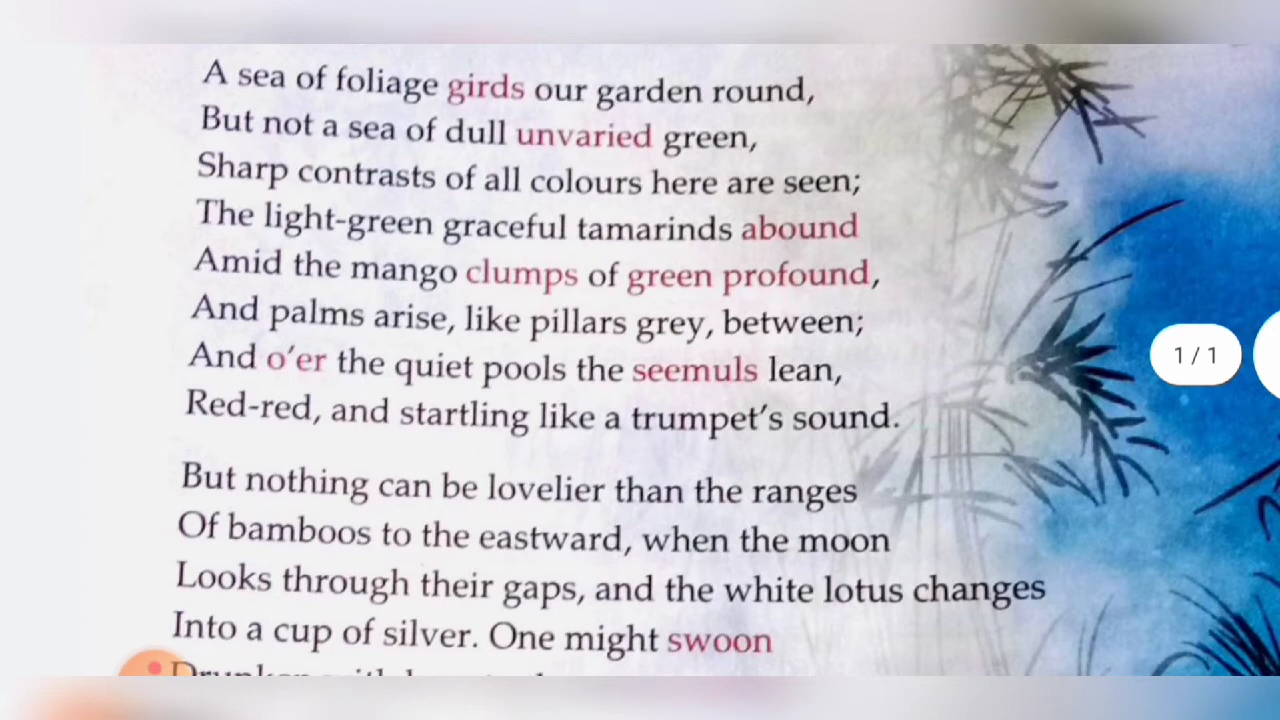 A sea of foliage girds our garden round,
But not a sea of dull unvaried green,
Sharp contrasts of all colours here are seen;
The light-green graceful tamarinds abound
Amid the mango clumps of green profound,
And palms arise, like pillars grey, between;
And o'er the quiet pools the seemuls lean,
Red-red, and startling like a trumpet's sound.
But nothing can be lovelier than the ranges
Of bamboos to the eastward, when the moon
Looks through their gaps, and the white lotus changes
Into a cup of silver. One might swoon
1/1